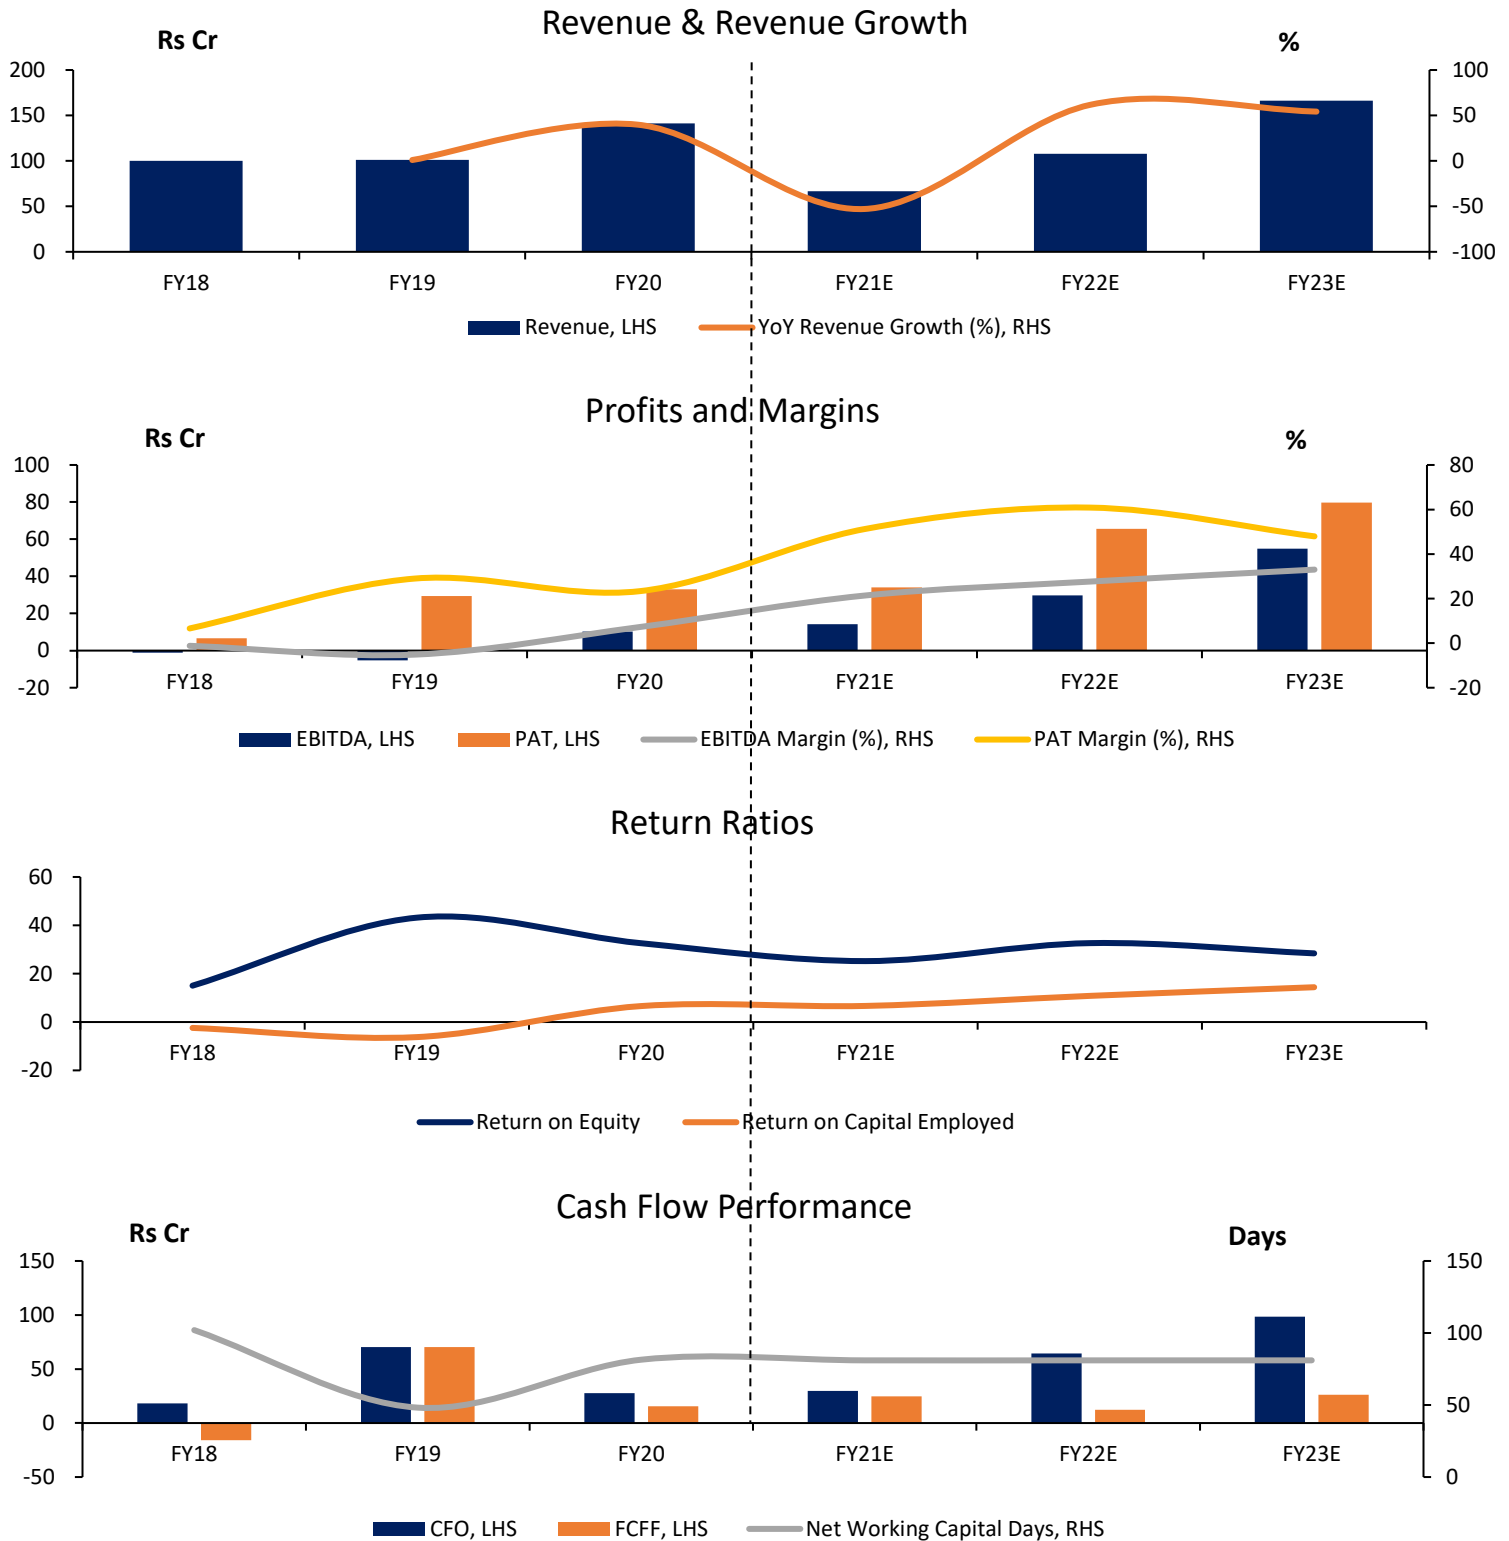 Revenue & Revenue Growth
Rs Cr %
200 100
150 50
100 0
50 -50
0 -100
FY18 FY19 FY20 FY21E FY22E FY23E
Revenue, LHS YoY Revenue Growth (%), RHS
Profits and Margins
Rs Cr %
100 80
80 60
60 40
40 20
20 0
0 -20
-20
FY18 FY19 FY20 FY21E FY22E FY23E
EBITDA, LHS PAT, LHS EBITDA Margin (%), RHS PAT Margin (%), RHS
Return Ratios
60
40
20
0
-20
FY18 FY19 FY20 FY21E FY22E FY23E
Return on Equity Return on Capital Employed
Cash Flow Performance
Rs Cr Days
150 150
100 100
50 50
0 0
-50
FY18 FY19 FY20 FY21E FY22E FY23E
CFO, LHS FCFF, LHS Net Working Capital Days, RHS